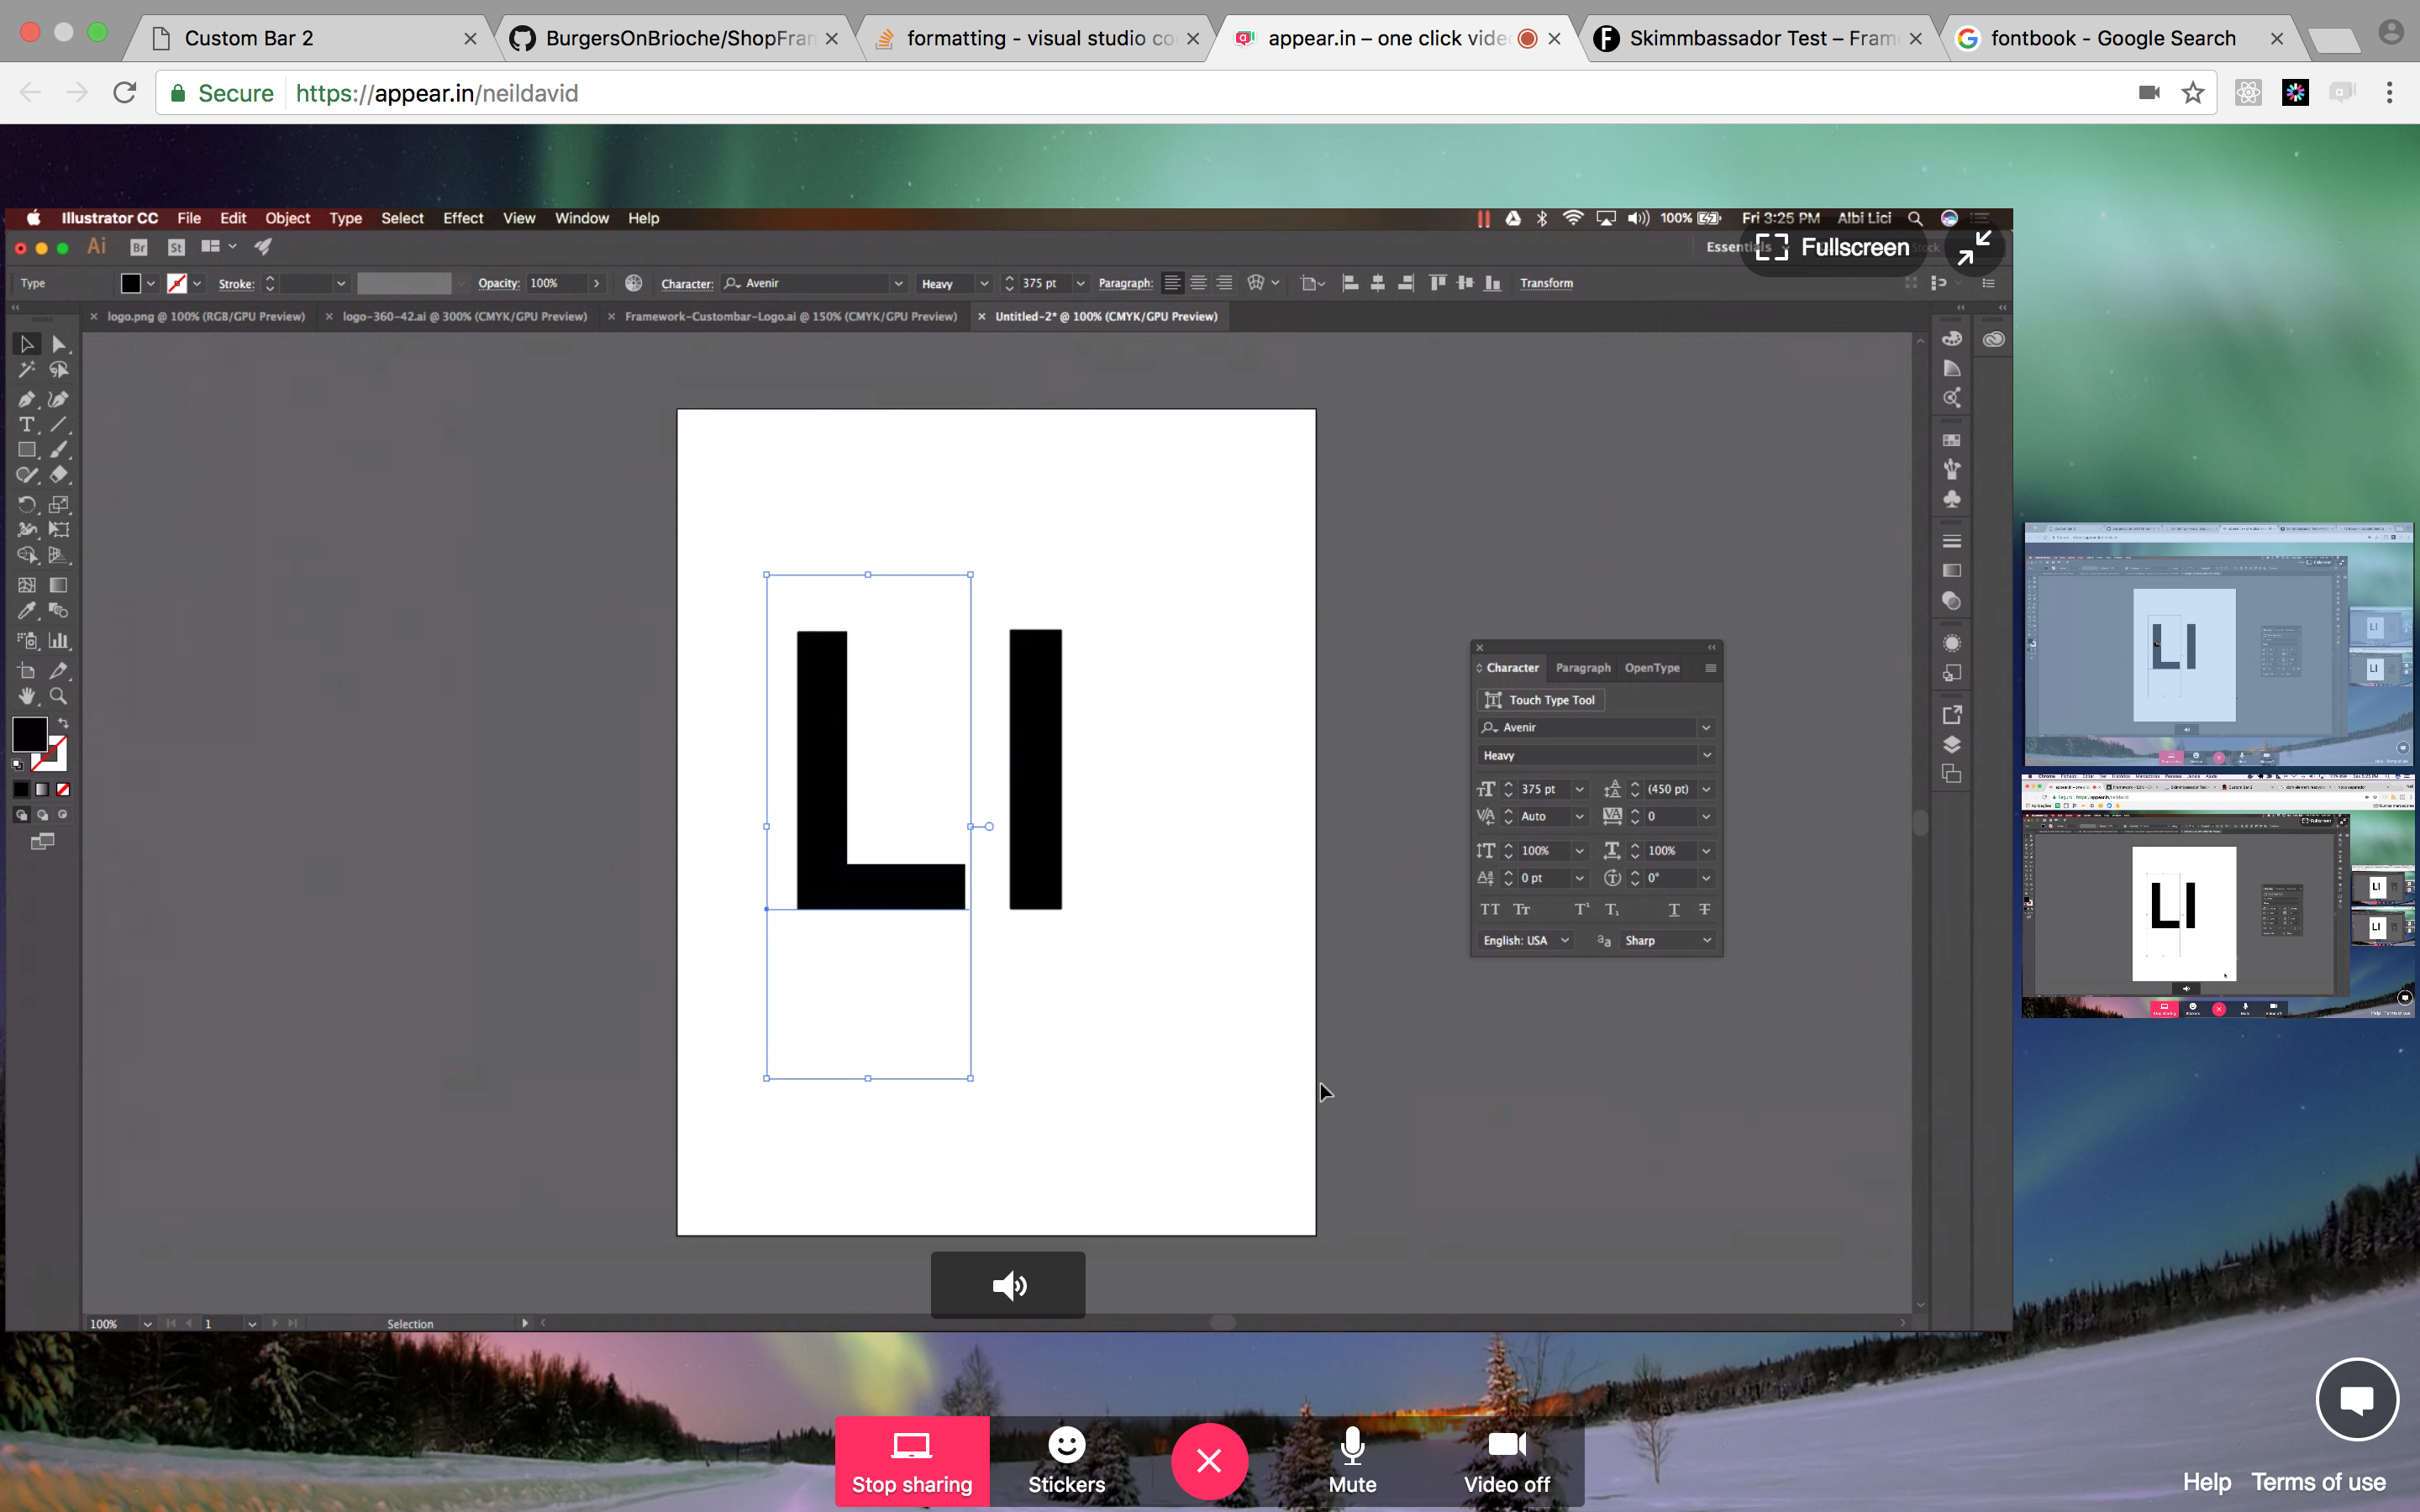 Custom Bar 2
BurgersOnBrioche/ShopFram
formatting - visual studio co
appear.in – one click vide
Skimmbassador Test – Fram
fontbook - Google Search
Secure
https://appear.in/neildavid
Illustrator CC File Edit Object Type Select Effect View Window Help
100% Fri 3:25 PM Albi Lici
Ai Br St
Essentials
Fullscreen
Type
Stroke:
Opacity: 100%
Character: Avenir
Heavy
375 pt
Paragraph:
Transform
logo.png @ 100% (RGB/GPU Preview)
logo-360-42.ai @ 300% (CMYK/GPU Preview)
Framework-Custombar-Logo.ai @ 150% (CMYK/GPU Preview)
Untitled-2* @ 100% (CMYK/GPU Preview)
LI
Character Paragraph OpenType
Touch Type Tool
Avenir
Heavy
375 pt (450 pt)
Auto 0
100% 100%
0 pt 0°
English: USA Sharp
100% 1 Selection
Stop sharing
Stickers
Mute
Video off
Help Terms of use